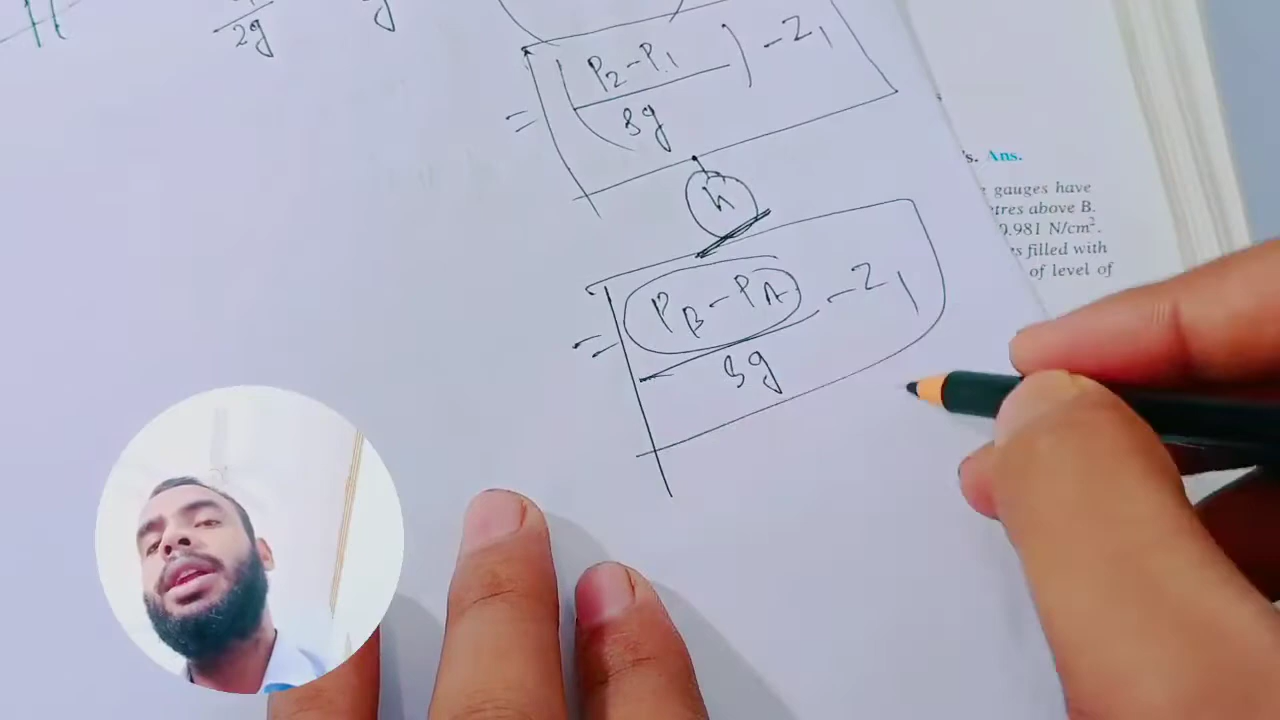 2g
g
= ( P2 - P1 / ρg ) - Z1
h
= PB - PA / ρg - Z1
's. Ans.
gauges have
tres above B.
0.981 N/cm².
s filled with
of level of